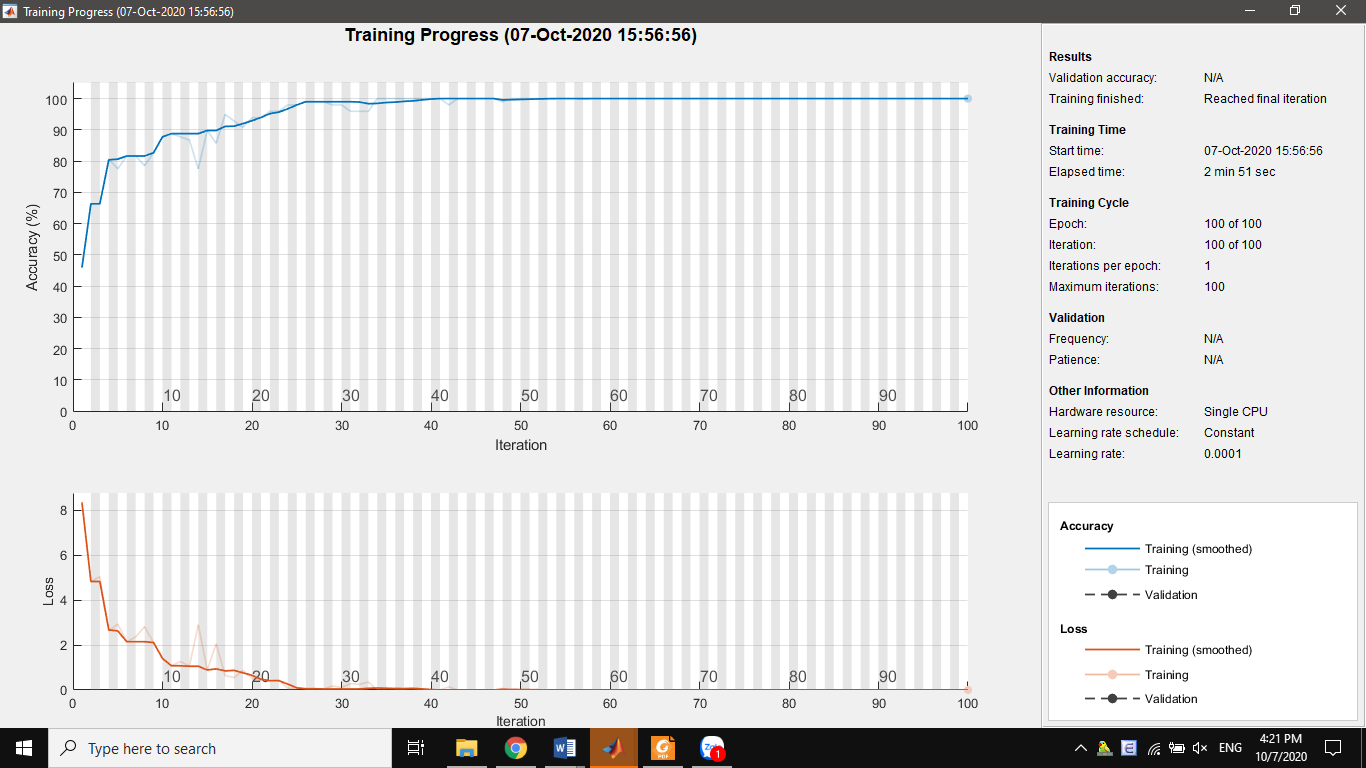 Training Progress (07-Oct-2020 15:56:56)
Training Progress (07-Oct-2020 15:56:56)
Accuracy (%)
100
90
80
70
60
50
40
30
20
10
0
10 20 30 40 50 60 70 80 90
0 10 20 30 40 50 60 70 80 90 100
Iteration
Loss
8
6
4
2
0
10 20 30 40 50 60 70 80 90
0 10 20 30 40 50 60 70 80 90 100
Iteration
Results
Validation accuracy: N/A
Training finished: Reached final iteration
Training Time
Start time: 07-Oct-2020 15:56:56
Elapsed time: 2 min 51 sec
Training Cycle
Epoch: 100 of 100
Iteration: 100 of 100
Iterations per epoch: 1
Maximum iterations: 100
Validation
Frequency: N/A
Patience: N/A
Other Information
Hardware resource: Single CPU
Learning rate schedule: Constant
Learning rate: 0.0001
Accuracy
Training (smoothed)
Training
Validation
Loss
Training (smoothed)
Training
Validation
Type here to search
W
PDF
1
E
ENG
4:21 PM
10/7/2020